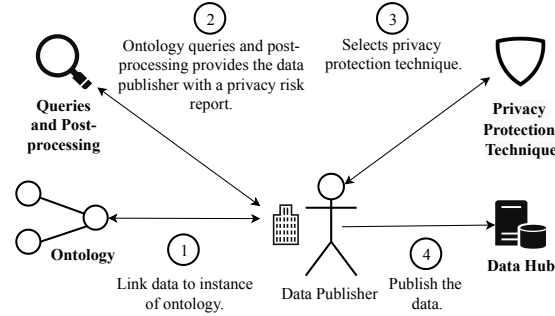 2
Ontology queries and post-
processing provides the data
publisher with a privacy risk
report.
3
Selects privacy
protection technique.
Queries
and Post-
processing
Privacy
Protection
Technique
Ontology
1
Link data to instance
of ontology.
Data Publisher
4
Publish the
data.
Data Hub